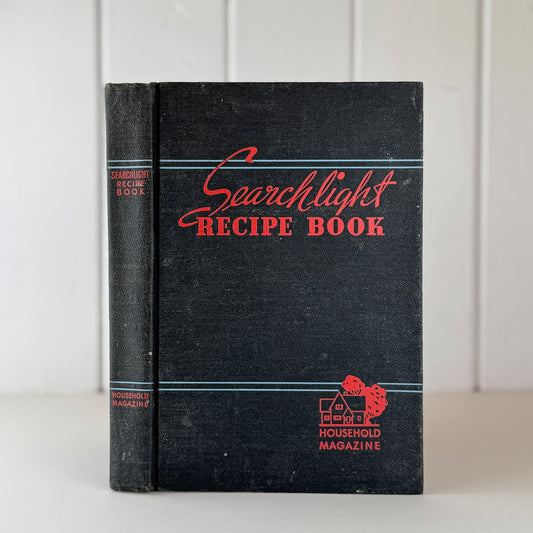 SEARCHLIGHT
RECIPE
BOOK
HOUSEHOLD
MAGAZINE
Searchlight
RECIPE BOOK
HOUSEHOLD
MAGAZINE